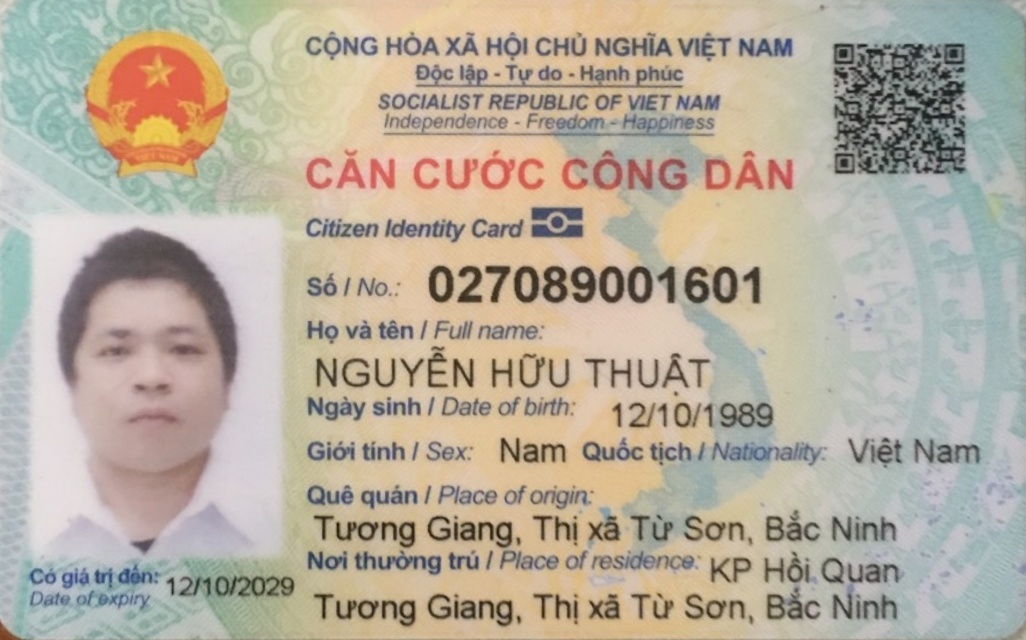 CỘNG HÒA XÃ HỘI CHỦ NGHĨA VIỆT NAM
Độc lập - Tự do - Hạnh phúc
SOCIALIST REPUBLIC OF VIET NAM
Independence - Freedom - Happiness
CĂN CƯỚC CÔNG DÂN
Citizen Identity Card
Số / No.: 027089001601
Họ và tên / Full name:
NGUYỄN HỮU THUẬT
Ngày sinh / Date of birth: 12/10/1989
Giới tính / Sex: Nam Quốc tịch / Nationality: Việt Nam
Quê quán / Place of origin:
Tương Giang, Thị xã Từ Sơn, Bắc Ninh
Nơi thường trú / Place of residence: KP Hồi Quan
Tương Giang, Thị xã Từ Sơn, Bắc Ninh
Có giá trị đến: 12/10/2029
Date of expiry
VIỆT NAM